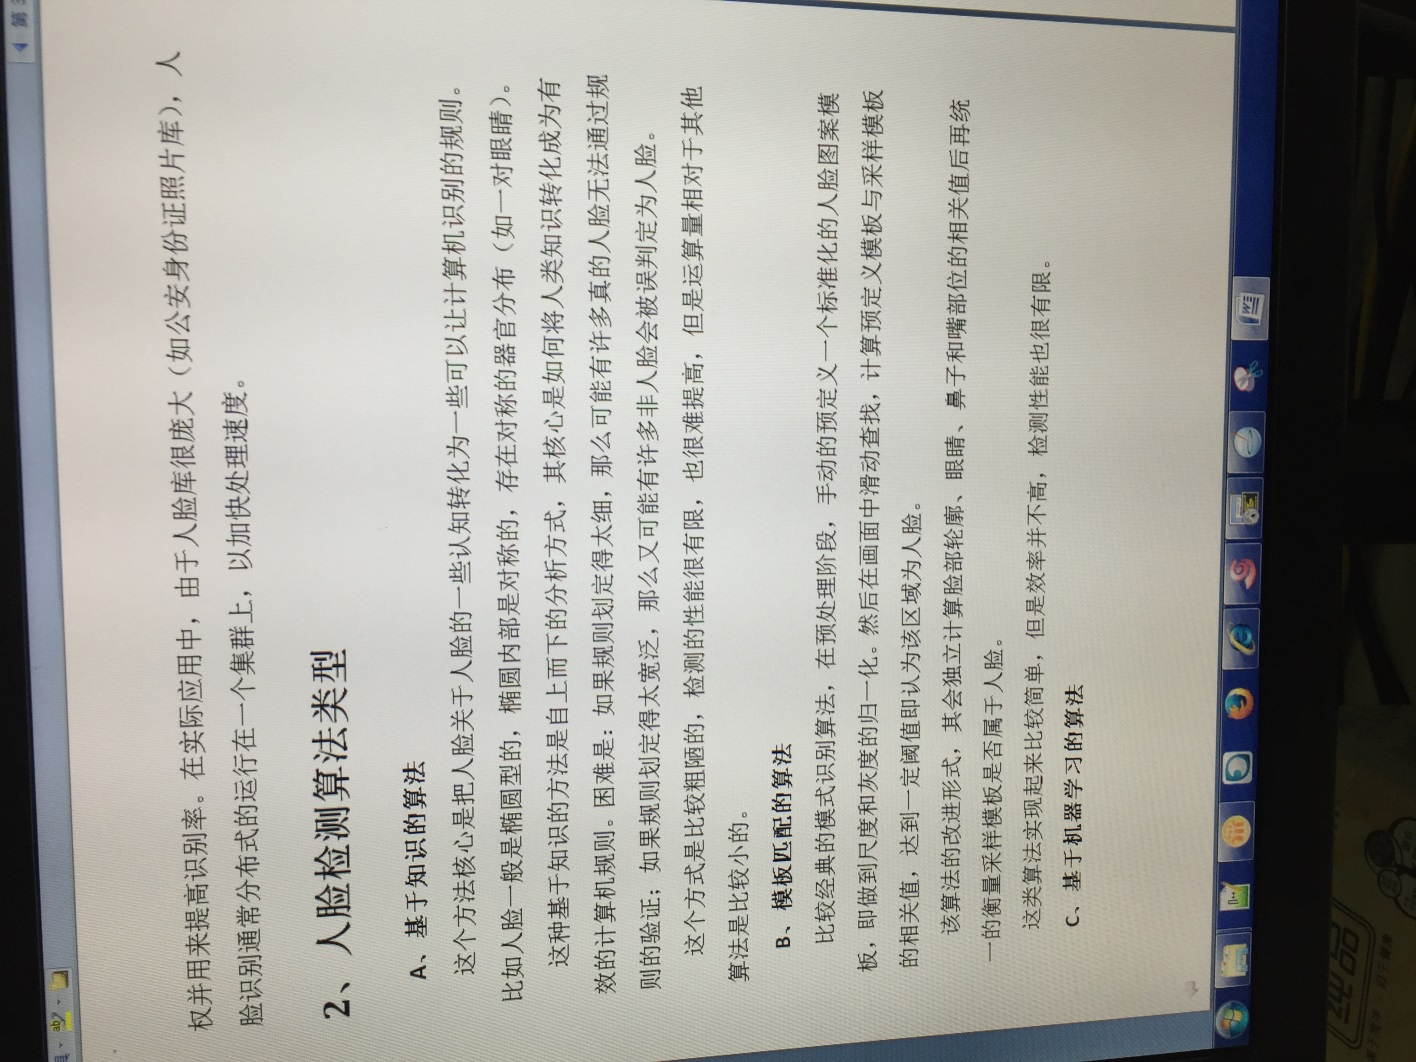 权并用来提高识别率。在实际应用中，由于人脸库很庞大（如公安身份证照片库），人
脸识别通常分布式的运行在一个集群上，以加快处理速度。
2、人脸检测算法类型
A、基于知识的算法
这个方法核心是把人脸关于人脸的一些认知转化为一些可以让计算机识别的规则。
比如人脸一般是椭圆型的，椭圆内部是对称的，存在对称的器官分布（如一对眼睛）。
这种基于知识的方法是自上而下的分析方式，其核心是如何将人类知识转化成为有
效的计算机规则。困难是：如果规则划定得太细，那么可能有许多真的人脸无法通过规
则的验证；如果规则划定得太宽泛，那么又可能有许多非人脸会被误判定为人脸。
这个方式是比较粗陋的，检测的性能很有限，也很难提高，但是运算量相对于其他
算法是比较小的。
B、模板匹配的算法
比较经典的模式识别算法，在预处理阶段，手动的预定义一个标准化的人脸图案模
板，即做到尺度和灰度的归一化。然后在画面中滑动查找，计算预定义模板与采样模板
的相关值，达到一定阈值即认为该区域为人脸。
该算法的改进形式，其会独立计算脸部轮廓、眼睛、鼻子和嘴部位的相关值后再统
一的衡量采样模板是否属于人脸。
这类算法实现起来比较简单，但是效率并不高，检测性能也很有限。
C、基于机器学习的算法